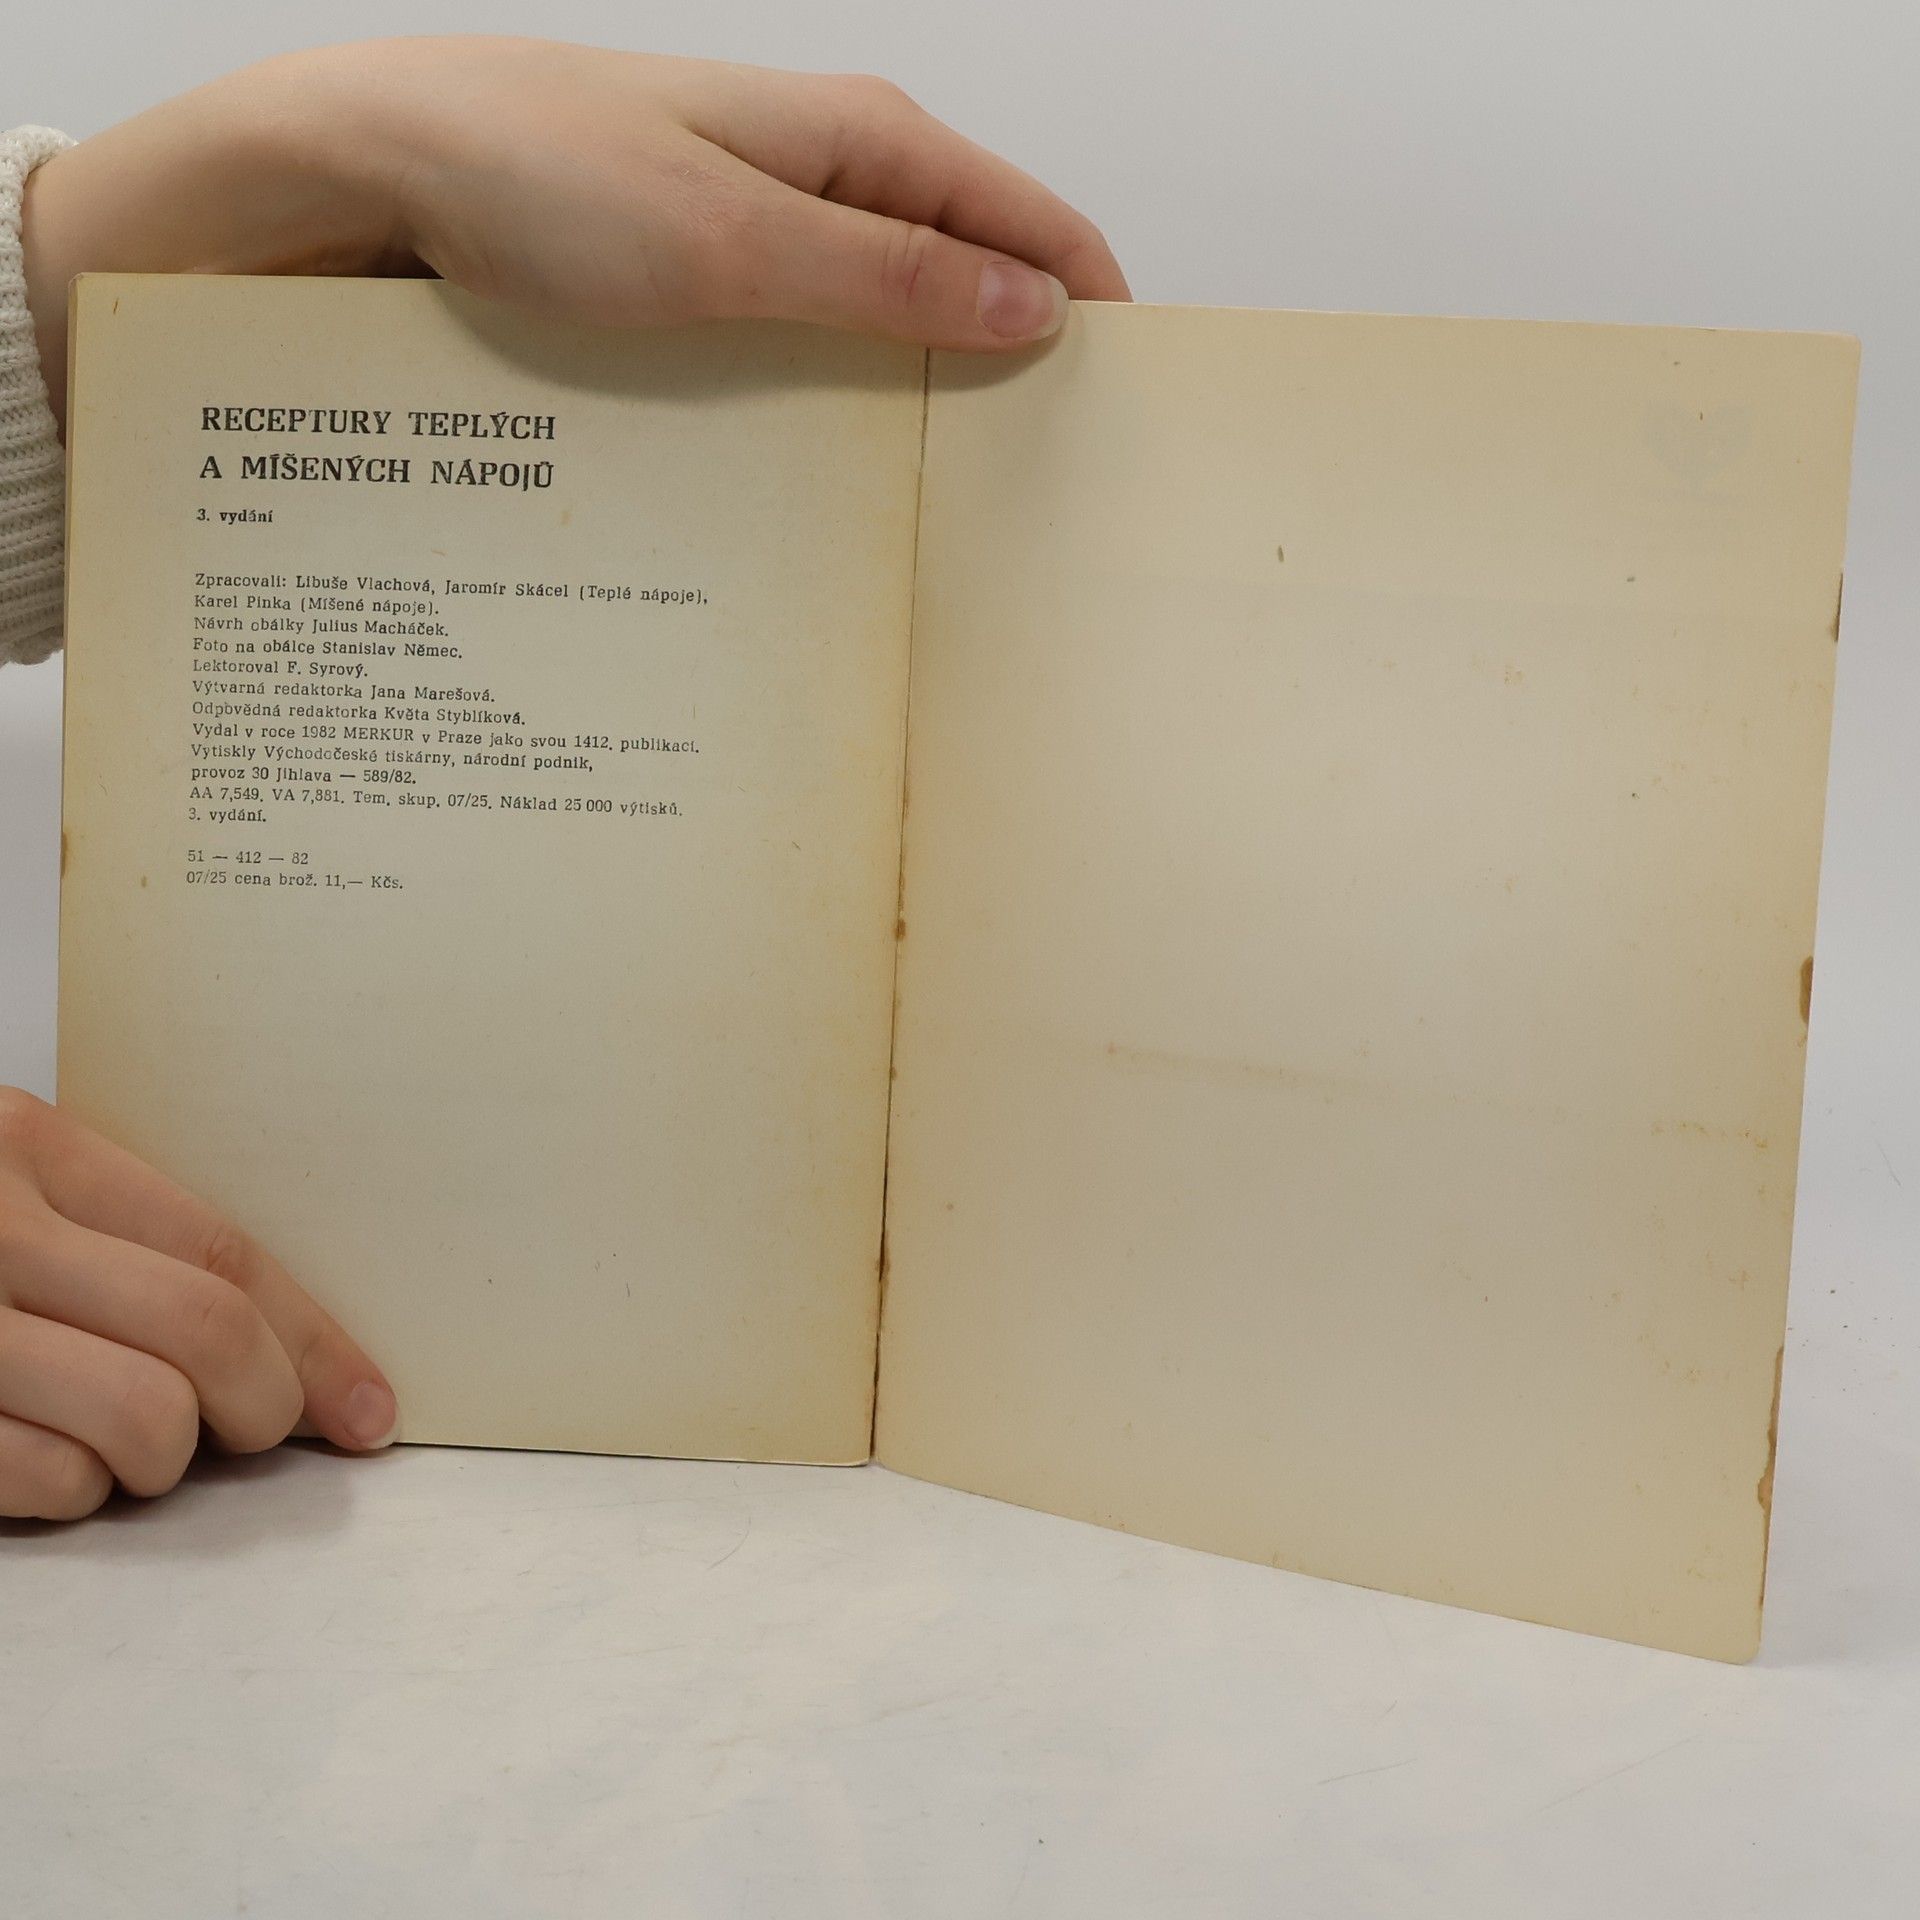 RECEPTURY TEPLÝCH
A MÍŠENÝCH NÁPOJŮ
3. vydání
Zpracovali: Libuše Vlachová, Jaromír Skácel (Teplé nápoje),
Karel Pinka (Míšené nápoje).
Návrh obálky Julius Macháček.
Foto na obálce Stanislav Němec.
Lektoroval F. Syrový.
Výtvarná redaktorka Jana Marešová.
Odpovědná redaktorka Květa Styblíková.
Vydal v roce 1982 MERKUR v Praze jako svou 1412. publikaci.
Vytiskly Východočeské tiskárny, národní podnik,
provoz 30 Jihlava — 589/82.
AA 7,549. VA 7,881. Tem. skup. 07/25. Náklad 25 000 výtisků.
3. vydání.
51 — 412 — 82
07/25 cena brož. 11,— Kčs.